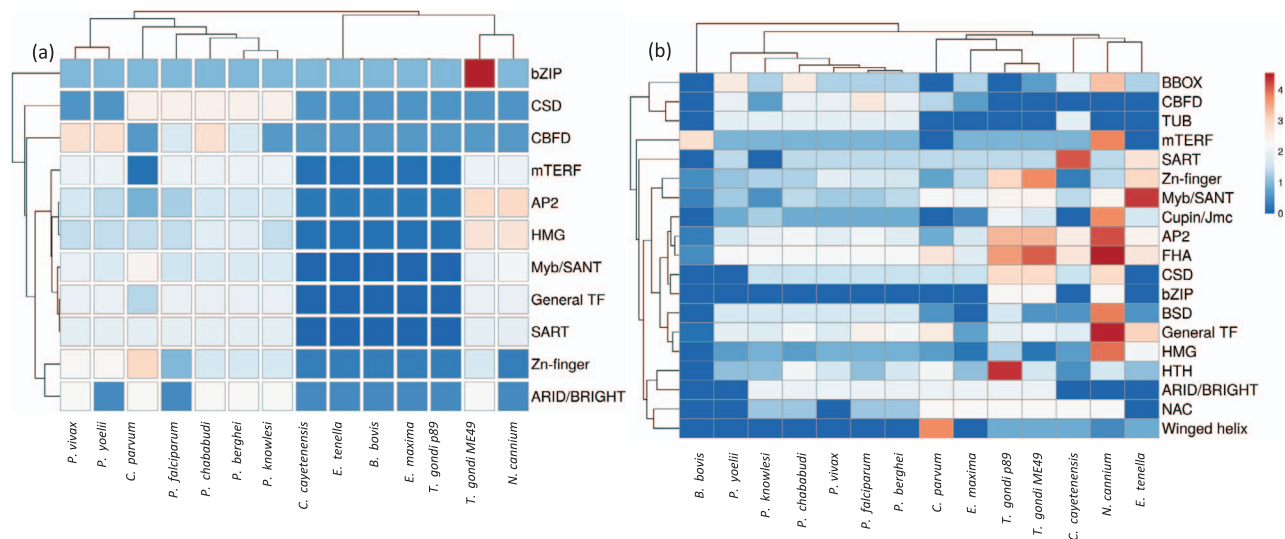 (a)
bZIP
CSD
CBFD
mTERF
AP2
HMG
Myb/SANT
General TF
SART
Zn-finger
ARID/BRIGHT
P. vivax
P. yoelii
C. parvum
P. falciparum
P. chababudi
P. berghei
P. knowlesi
C. cayetenensis
E. tenella
B. bovis
E. maxima
T. gondi p89
T. gondi ME49
N. cannium
(b)
BBOX
CBFD
TUB
mTERF
SART
Zn-finger
Myb/SANT
Cupin/Jmc
AP2
FHA
CSD
bZIP
BSD
General TF
HMG
HTH
ARID/BRIGHT
NAC
Winged helix
B. bovis
P. yoelii
P. knowlesi
P. chababudi
P. vivax
P. falciparum
P. berghei
C. parvum
E. maxima
T. gondi p89
T. gondi ME49
C. cayetenensis
N. cannium
E. tenella
4
3
2
1
0